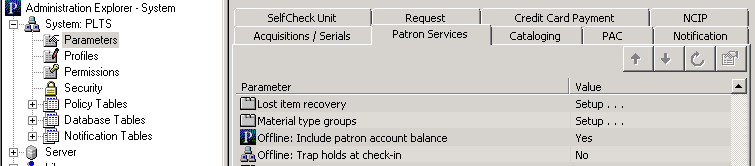 Administration Explorer - System
System: PLTS
Parameters
Profiles
Permissions
Security
Policy Tables
Database Tables
Notification Tables
Server
SelfCheck Unit Request Credit Card Payment NCIP
Acquisitions / Serials Patron Services Cataloging PAC Notification
Parameter Value
Lost item recovery Setup . . .
Material type groups Setup . . .
Offline: Include patron account balance Yes
Offline: Trap holds at check-in No